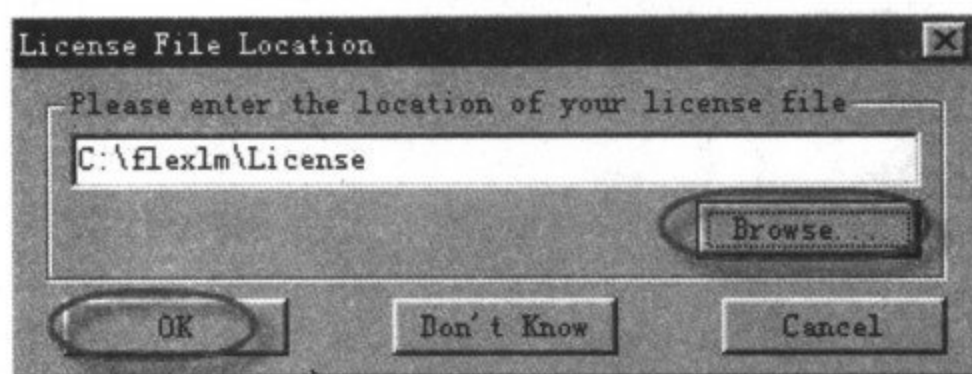 License File Location
Please enter the location of your license file
C:\flexlm\License
Browse...
OK
Don't Know
Cancel